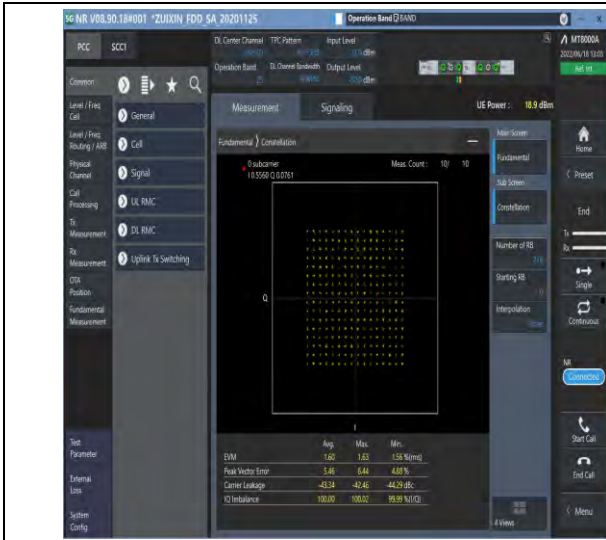 5G NR V08.90.18#001 *ZUIXIN_FDD_SA_20201125
Operation Band BAND
MT8000A
2022/06/18 13:05
Ref. Int
PCC
SCC1
DL Center Channel
TPC Pattern
Input Level
dBm
Operation Band
DL Channel Bandwidth
Output Level
dBm
Common
Level / Freq.
Cell
Level / Freq.
Routing / ARB
Physical
Channel
Call
Processing
Tx
Measurement
Rx
Measurement
OTA
Position
Fundamental
Measurement
Test
Parameter
External
Loss
System
Config
General
Cell
Signal
UL RMC
DL RMC
Uplink Tx Switching
Measurement
Signaling
UE Power : 18.9 dBm
Fundamental Constellation
0 subcarrier
I 0.5560 Q 0.0761
Meas. Count : 10/ 10
Q
I
Avg. Max. Min.
EVM 1.60 1.63 1.56 %(rms)
Peak Vector Error 5.46 6.44 4.88 %
Carrier Leakage -43.34 -42.46 -44.29 dBc
IQ Imbalance 100.00 100.02 99.99 %(I/Q)
Main Screen
Fundamental
Sub Screen
Constellation
Number of RB
Starting RB
Interpolation
4 Views
Home
Preset
End
Tx
Rx
Single
Continuous
NR
Connected
Start Call
End Call
Menu